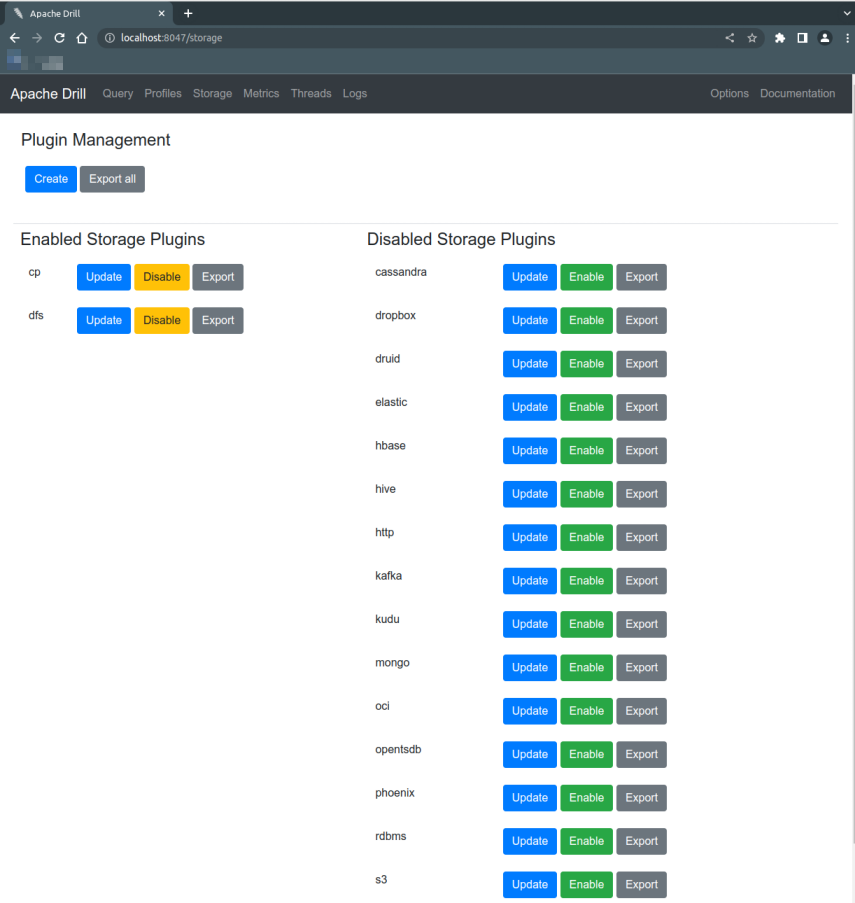 Apache Drill
localhost:8047/storage
Apache Drill Query Profiles Storage Metrics Threads Logs Options Documentation
Plugin Management
Create Export all
Enabled Storage Plugins
cp Update Disable Export
dfs Update Disable Export
Disabled Storage Plugins
cassandra Update Enable Export
dropbox Update Enable Export
druid Update Enable Export
elastic Update Enable Export
hbase Update Enable Export
hive Update Enable Export
http Update Enable Export
kafka Update Enable Export
kudu Update Enable Export
mongo Update Enable Export
oci Update Enable Export
opentsdb Update Enable Export
phoenix Update Enable Export
rdbms Update Enable Export
s3 Update Enable Export